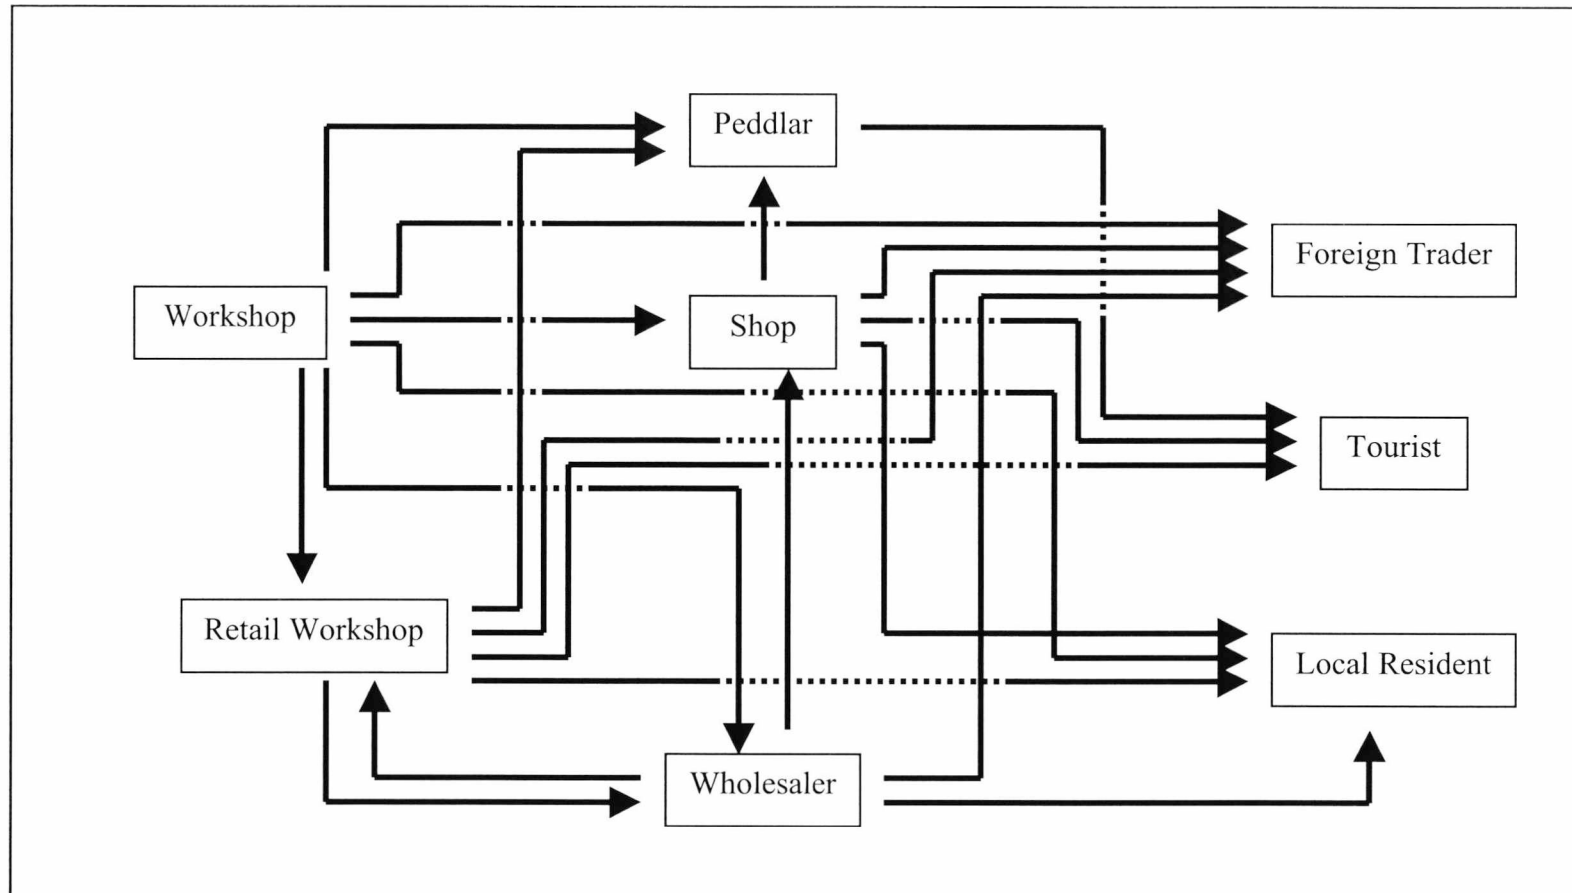 Peddlar
Foreign Trader
Workshop
Shop
Tourist
Retail Workshop
Local Resident
Wholesaler